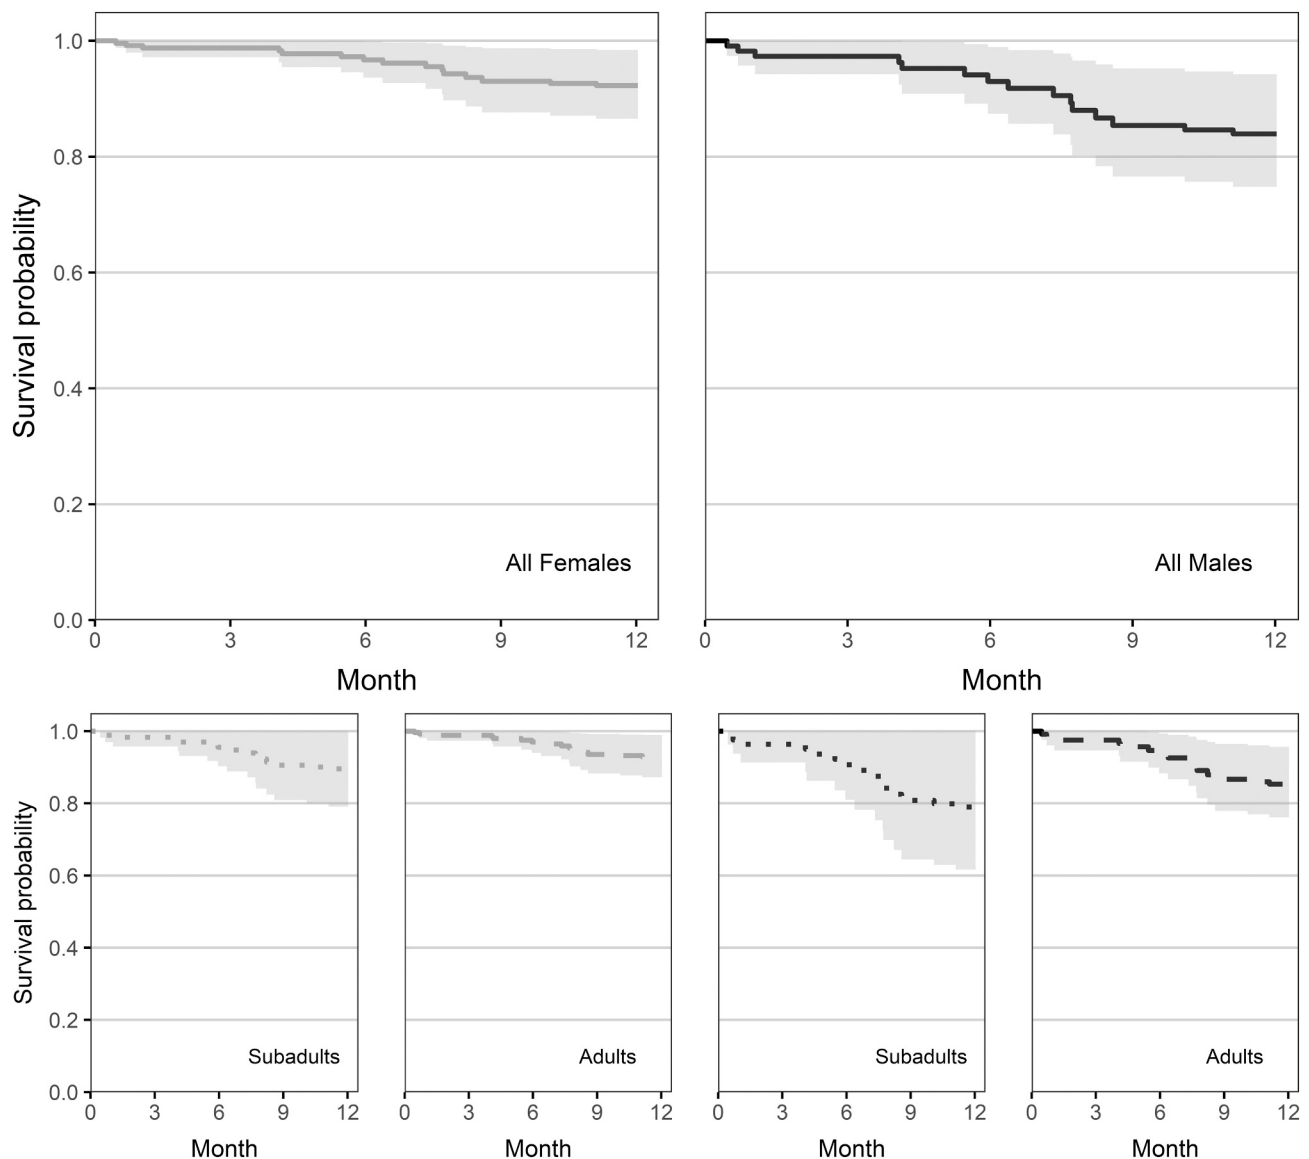 Survival probability
1.0
0.8
0.6
0.4
0.2
0.0
0 3 6 9 12
Month
All Females
0 3 6 9 12
Month
All Males
Survival probability
1.0
0.8
0.6
0.4
0.2
0.0
0 3 6 9 12
Month
Subadults
0 3 6 9 12
Month
Adults
0 3 6 9 12
Month
Subadults
0 3 6 9 12
Month
Adults